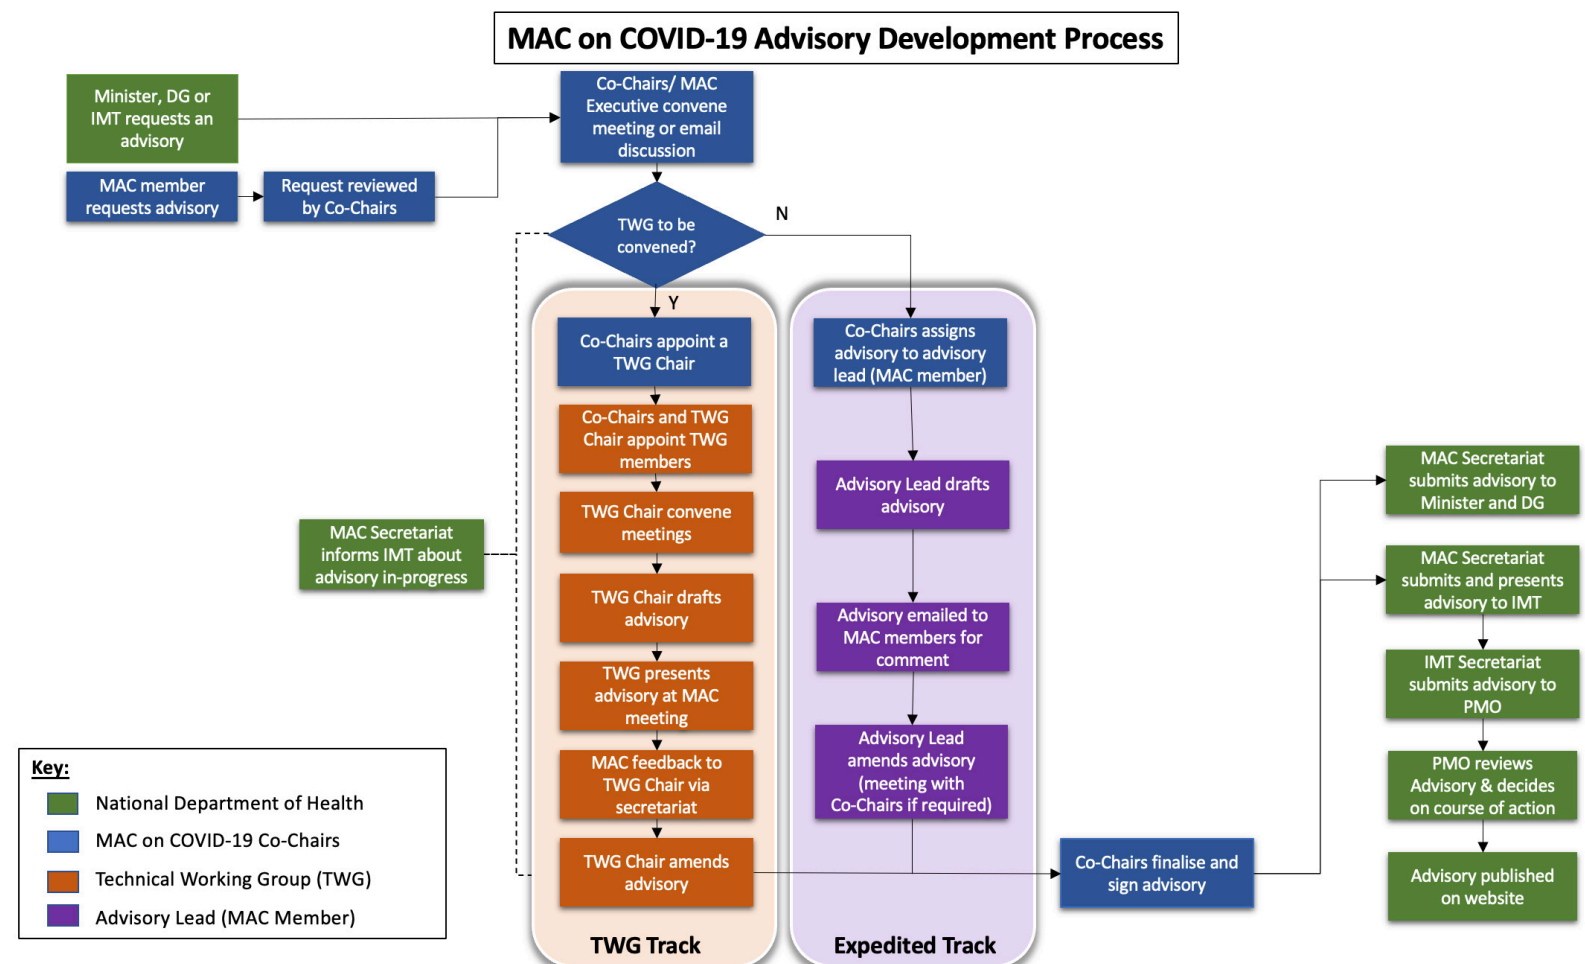 MAC on COVID-19 Advisory Development Process
Minister, DG or
IMT requests an
advisory
Co-Chairs/ MAC
Executive convene
meeting or email
discussion
MAC member
requests advisory
Request reviewed
by Co-Chairs
TWG to be
convened?
N
Y
Co-Chairs appoint a
TWG Chair
Co-Chairs and TWG
Chair appoint TWG
members
TWG Chair convene
meetings
TWG Chair drafts
advisory
TWG presents
advisory at MAC
meeting
MAC feedback to
TWG Chair via
secretariat
TWG Chair amends
advisory
TWG Track
Co-Chairs assigns
advisory to advisory
lead (MAC member)
Advisory Lead drafts
advisory
Advisory emailed to
MAC members for
comment
Advisory Lead
amends advisory
(meeting with
Co-Chairs if required)
Expedited Track
MAC Secretariat
informs IMT about
advisory in-progress
Co-Chairs finalise and
sign advisory
MAC Secretariat
submits advisory to
Minister and DG
MAC Secretariat
submits and presents
advisory to IMT
IMT Secretariat
submits advisory to
PMO
PMO reviews
Advisory & decides
on course of action
Advisory published
on website
Key:
National Department of Health
MAC on COVID-19 Co-Chairs
Technical Working Group (TWG)
Advisory Lead (MAC Member)